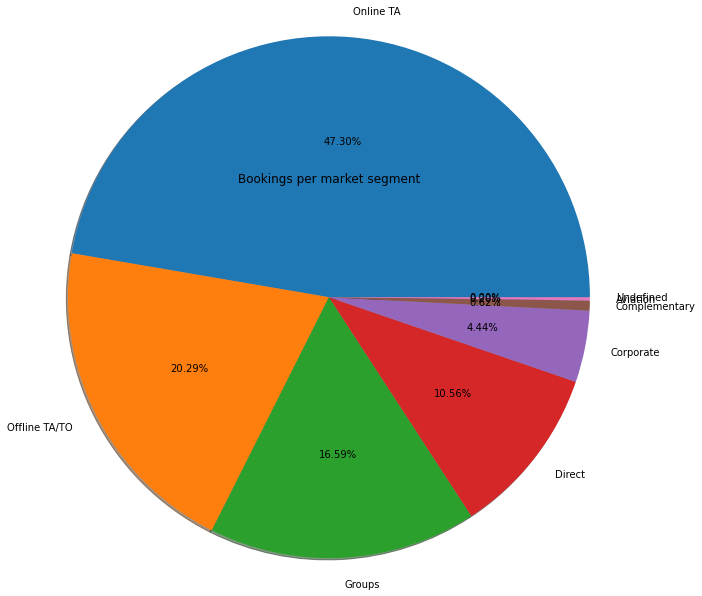 Online TA
47.30%
Bookings per market segment
Undefined
Complementary
4.44%
Corporate
20.29%
10.56%
Offline TA/TO
16.59%
Direct
Groups